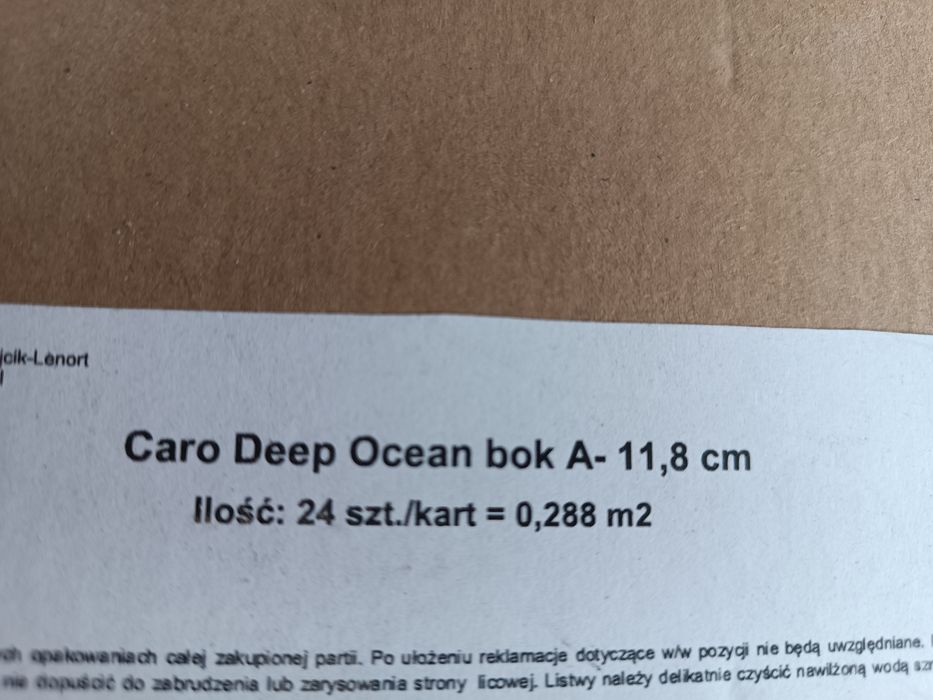 jcik-Lenort
Caro Deep Ocean bok A- 11,8 cm
Ilość: 24 szt./kart = 0,288 m2
opakowaniach całej zakupionej partii. Po ułożeniu reklamacje dotyczące w/w pozycji nie będą uwzględniane.
nie dopuścić do zabrudzenia lub zarysowania strony licowej. Listwy należy delikatnie czyścić nawilżoną wodą